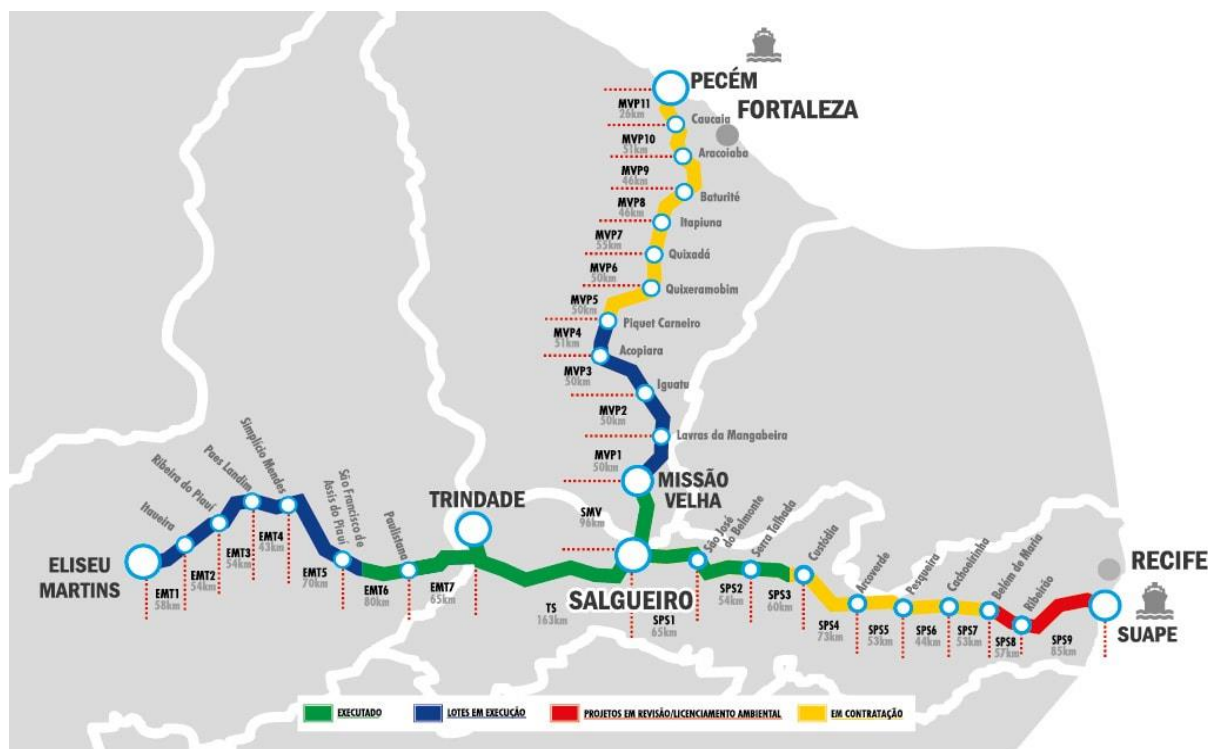 PECÉM
FORTALEZA
MVP11
26km
Caucaia
MVP10
51km
Aracoiaba
MVP9
46km
Baturité
MVP8
46km
Itapiuna
MVP7
55km
Quixadá
MVP6
50km
Quixeramobim
MVP5
50km
Piquet Carneiro
MVP4
51km
Acopiara
MVP3
50km
Iguatu
MVP2
50km
Lavras da Mangabeira
MVP1
50km
MISSÃO
VELHA
SMV
96km
TRINDADE
ELISEU
MARTINS
Itaueira
Ribeira do Piauí
Paes Landim
Simplício Mendes
São Francisco de
Assis do Piauí
Paulistana
EMT1
58km
EMT2
54km
EMT3
54km
EMT4
43km
EMT5
70km
EMT6
80km
EMT7
65km
TS
163km
SALGUEIRO
SPS1
65km
São José
do Belmonte
SPS2
54km
Serra Talhada
SPS3
60km
Custódia
SPS4
73km
Arcoverde
SPS5
53km
Pesqueira
SPS6
44km
Cachoeirinha
SPS7
53km
Belém de Maria
SPS8
57km
Ribeirão
SPS9
85km
RECIFE
SUAPE
EXECUTADO
LOTES EM EXECUÇÃO
PROJETOS EM REVISÃO/LICENCIAMENTO AMBIENTAL
EM CONTRATAÇÃO